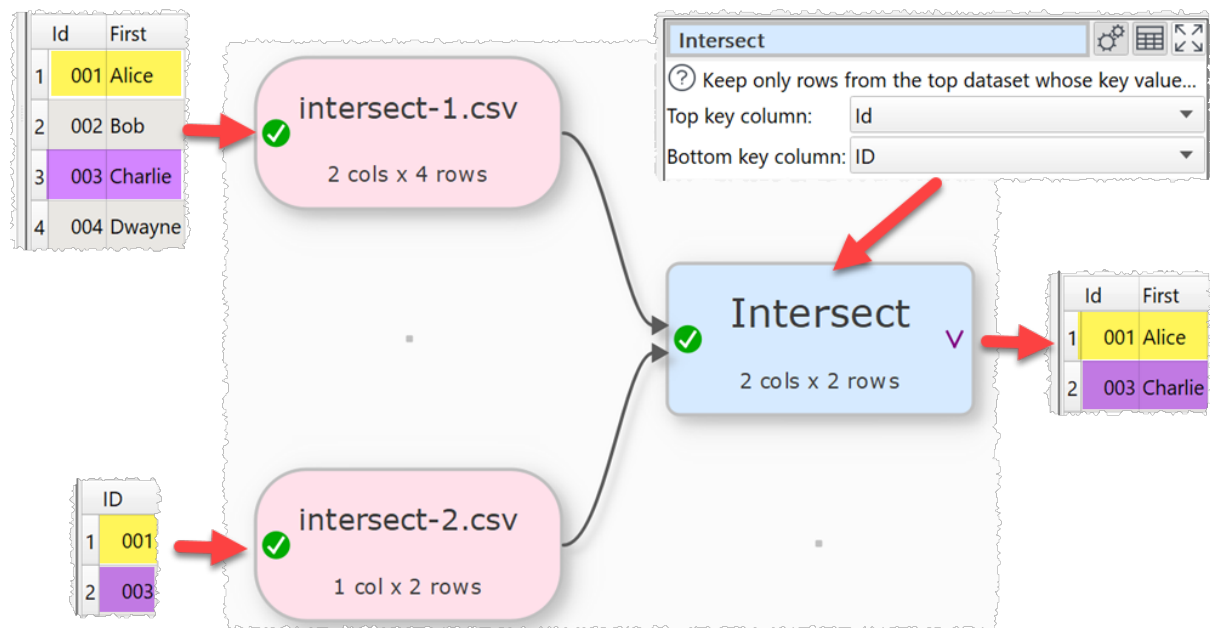 Id First
1 001 Alice
2 002 Bob
3 003 Charlie
4 004 Dwayne
intersect-1.csv
2 cols x 4 rows
Intersect
? Keep only rows from the top dataset whose key value...
Top key column: Id
Bottom key column: ID
Intersect
2 cols x 2 rows
Id First
1 001 Alice
2 003 Charlie
ID
1 001
2 003
intersect-2.csv
1 col x 2 rows